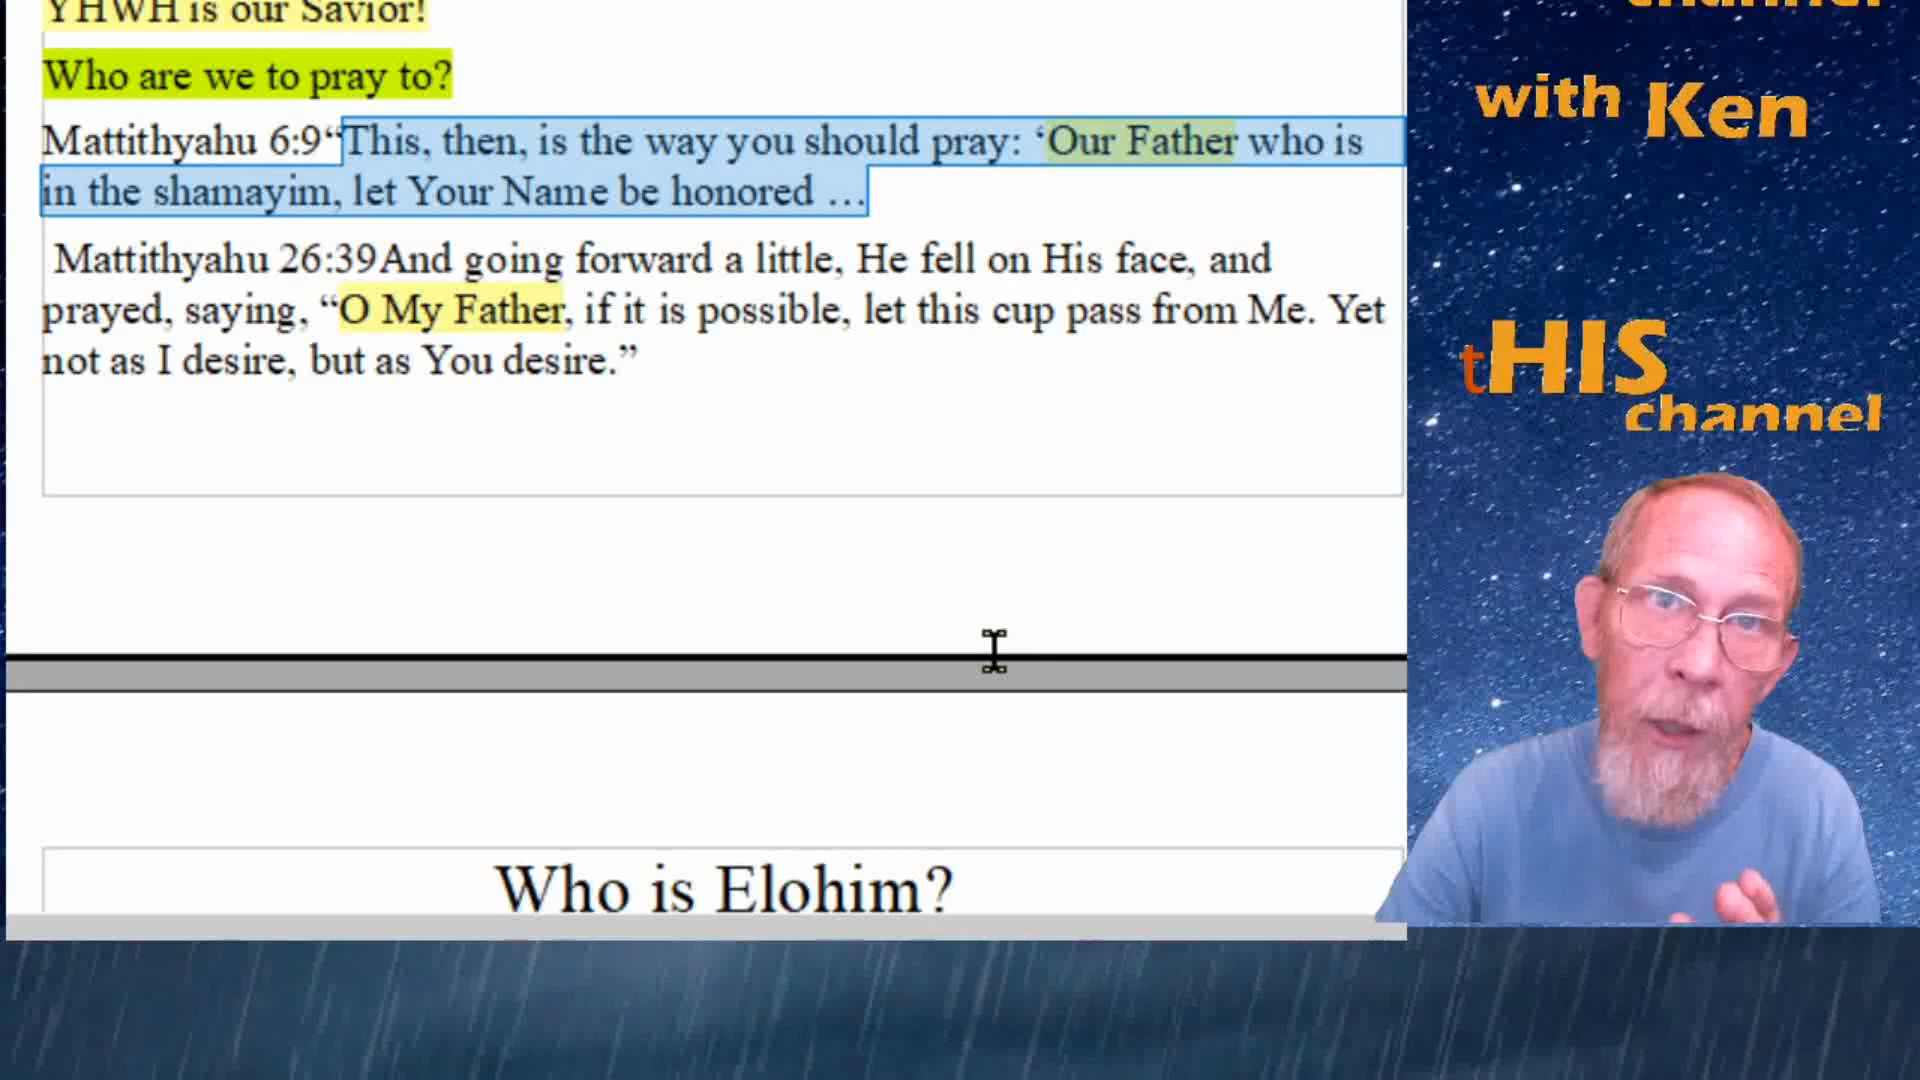 YHWH is our Savior!
Who are we to pray to?
Mattithyahu 6:9“This, then, is the way you should pray: ‘Our Father who is
in the shamayim, let Your Name be honored …
Mattithyahu 26:39And going forward a little, He fell on His face, and
prayed, saying, “O My Father, if it is possible, let this cup pass from Me. Yet
not as I desire, but as You desire.”
Who is Elohim?
channel
with Ken
tHIS
channel